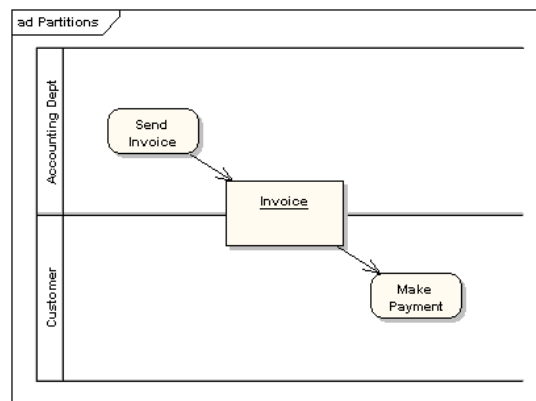 ad Partitions
Accounting Dept
Send
Invoice
Invoice
Customer
Make
Payment